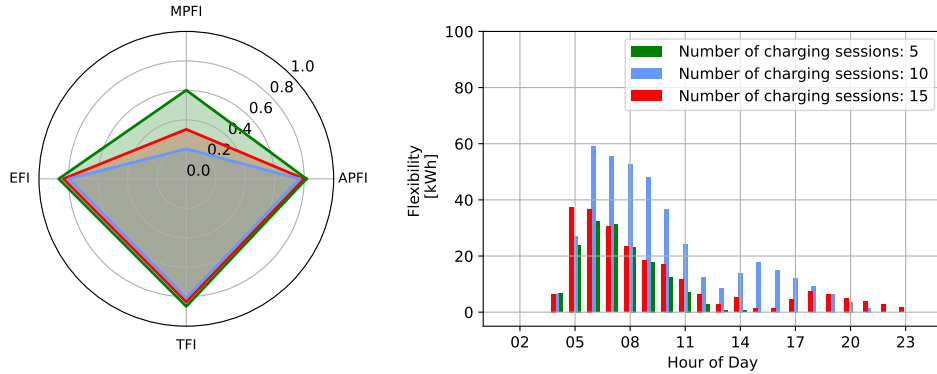 MPFI
1.0
0.8
0.6
0.4
0.2
0.0
EFI
APFI
TFI
100
80
60
40
20
0
Flexibility
[kWh]
Number of charging sessions: 5
Number of charging sessions: 10
Number of charging sessions: 15
02 05 08 11 14 17 20 23
Hour of Day